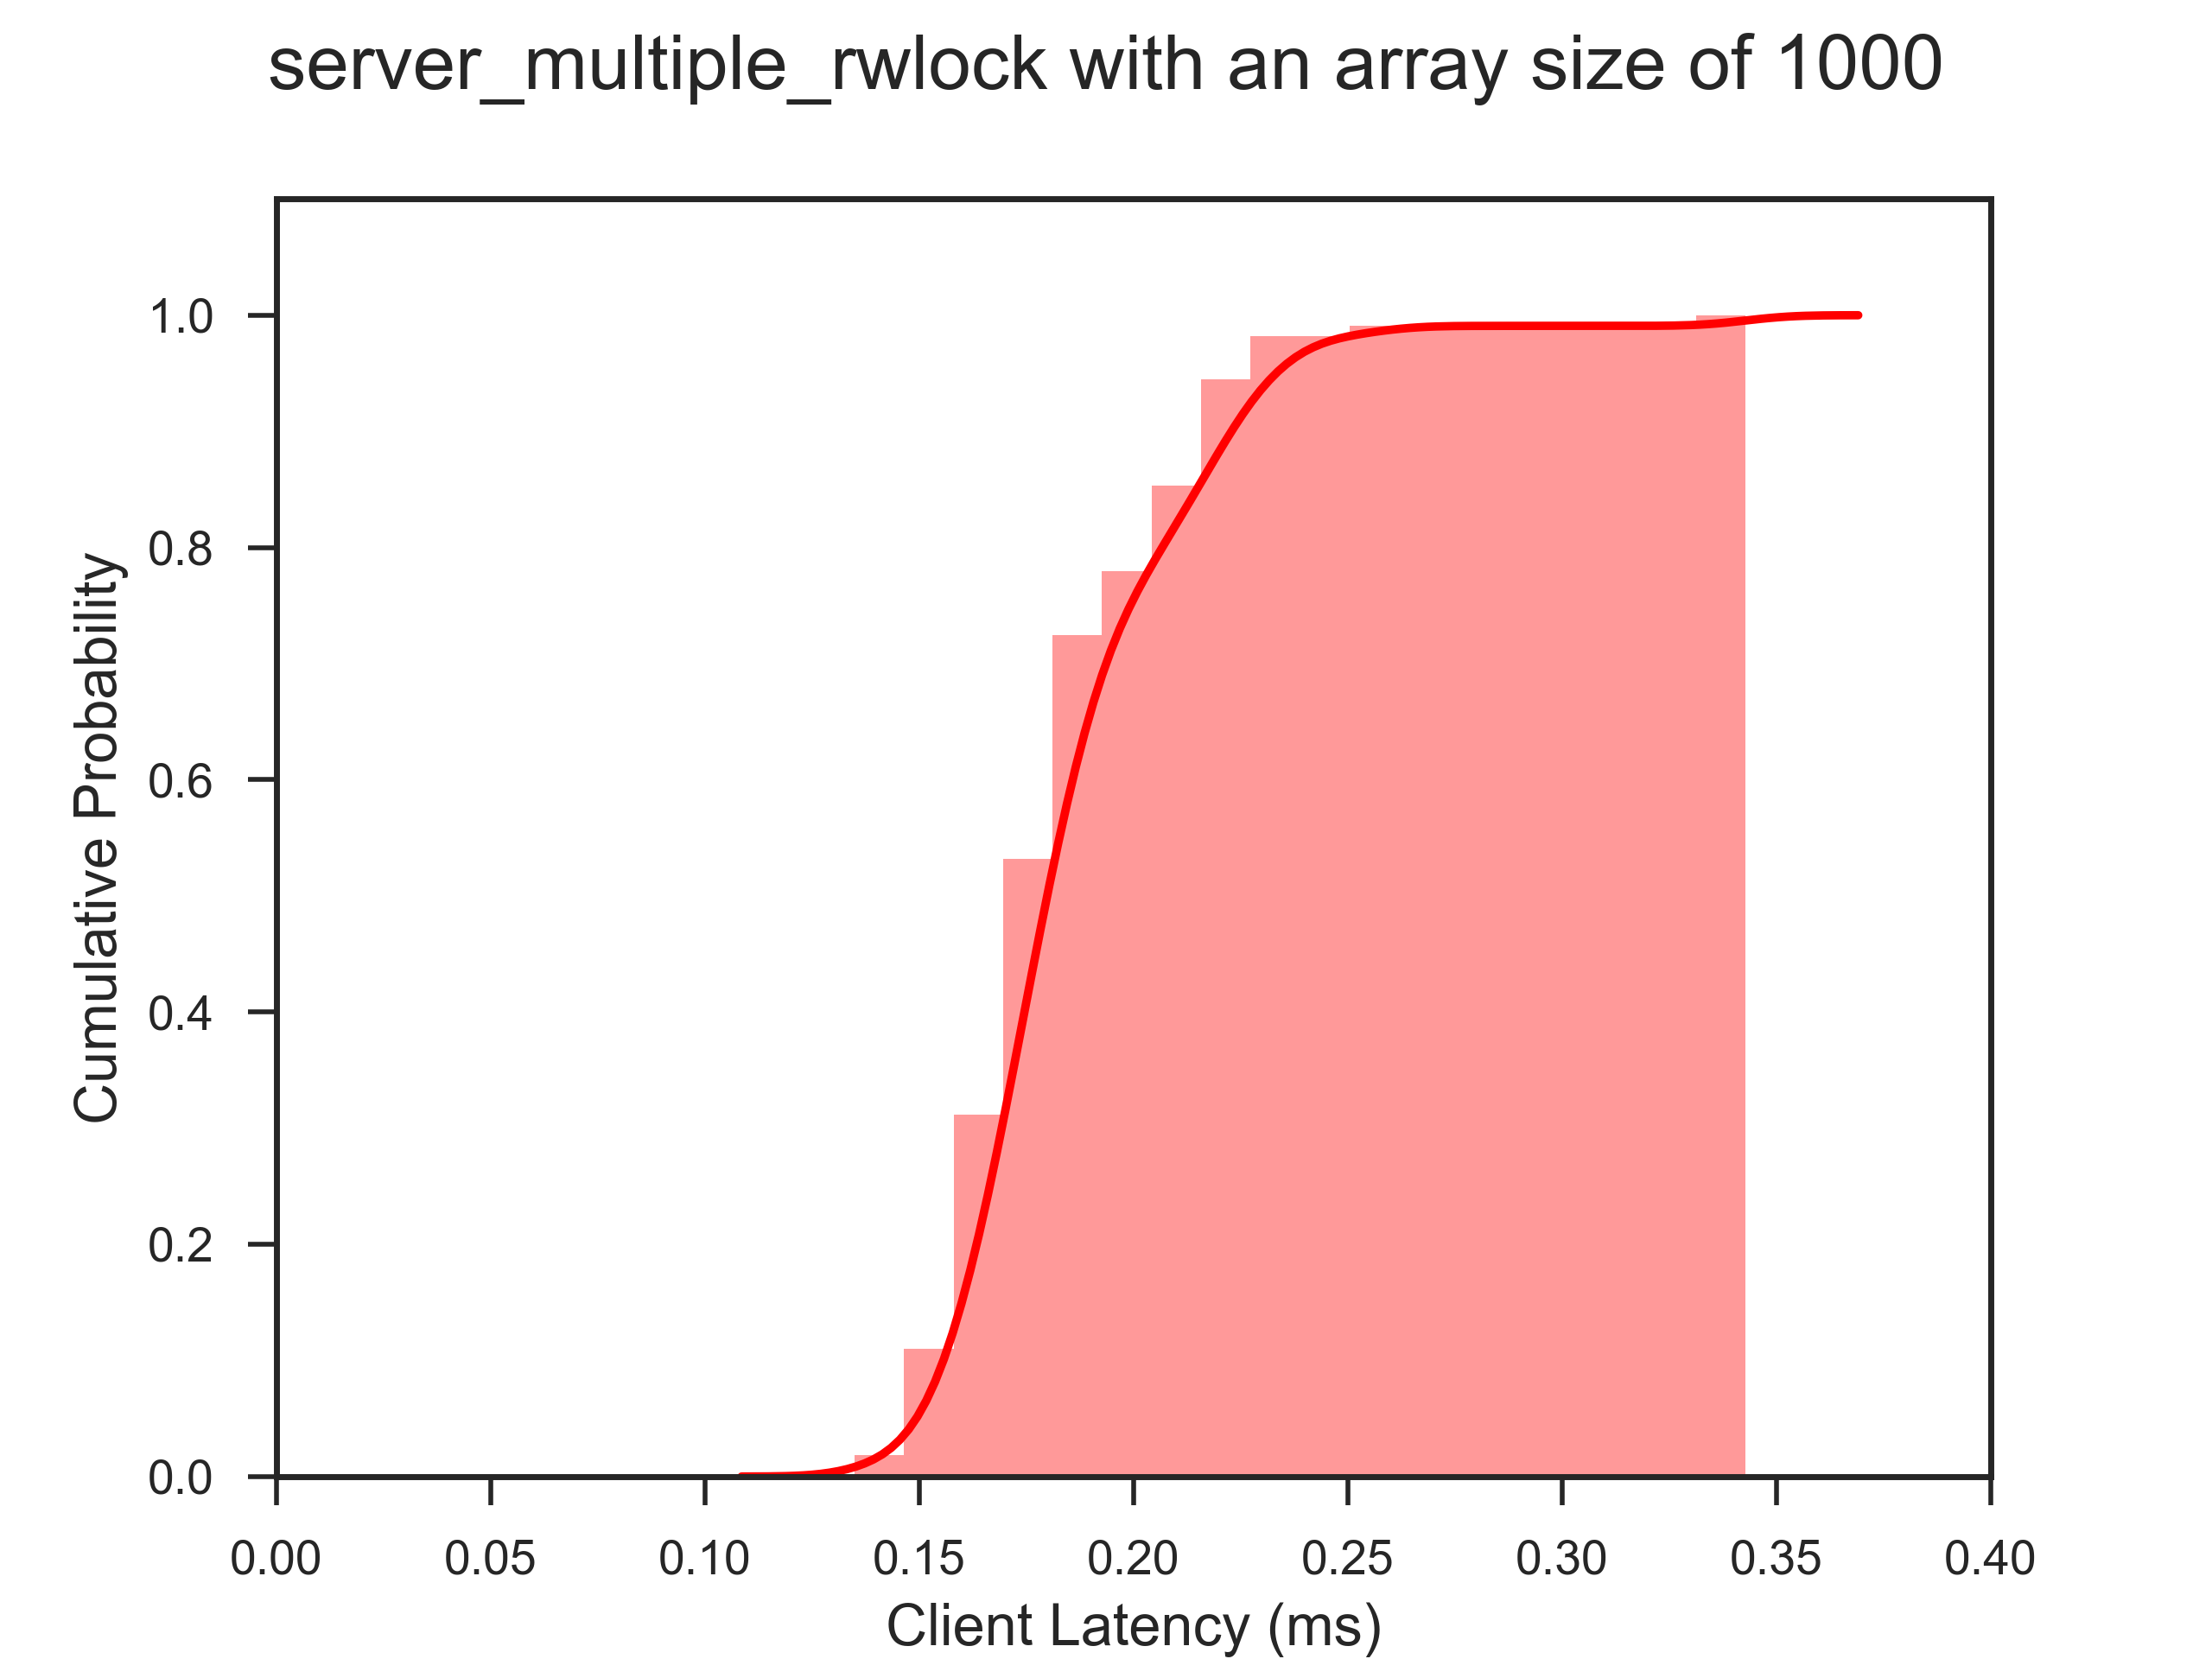 server_multiple_rwlock with an array size of 1000
Cumulative Probability
1.0
0.8
0.6
0.4
0.2
0.0
0.00 0.05 0.10 0.15 0.20 0.25 0.30 0.35 0.40
Client Latency (ms)